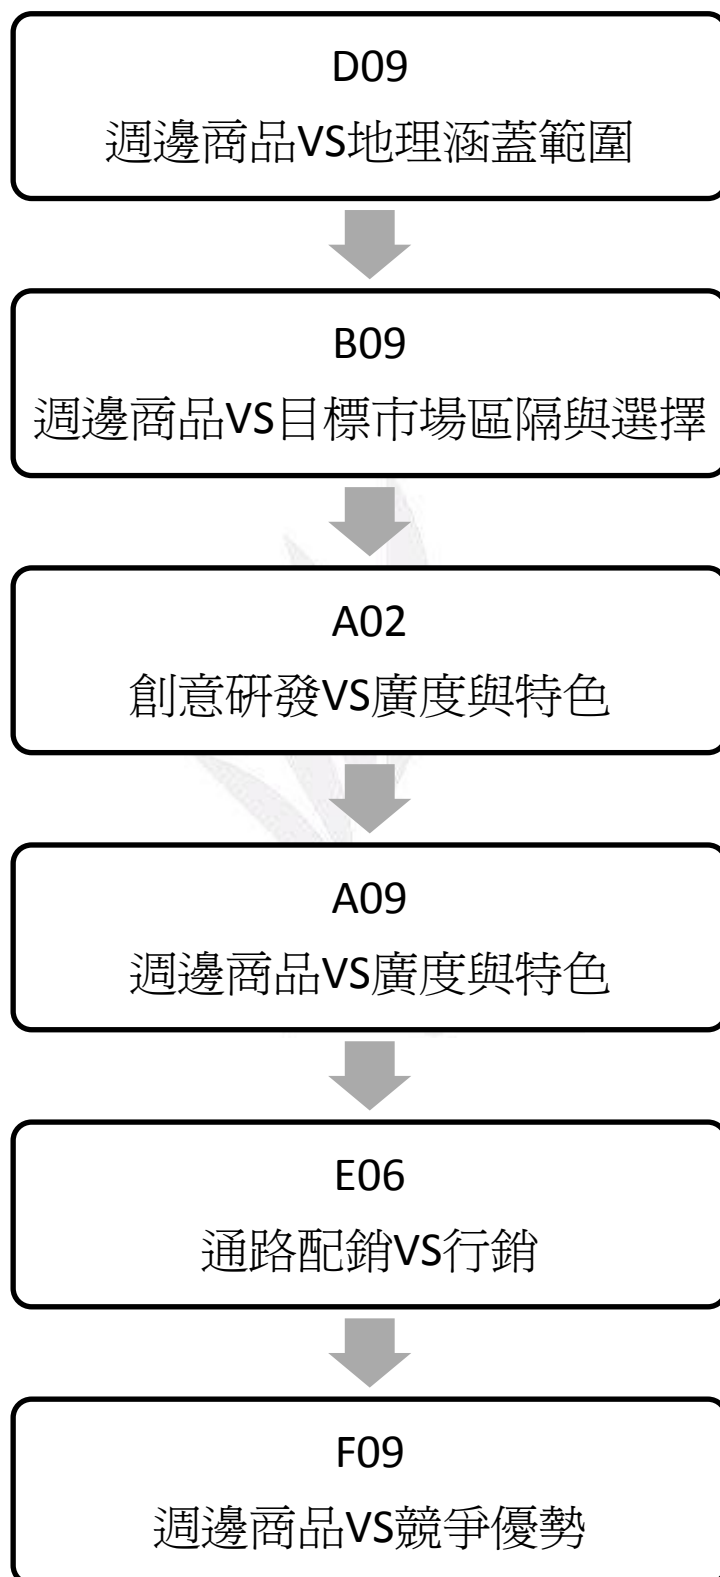 D09
週邊商品VS地理涵蓋範圍
B09
週邊商品VS目標市場區隔與選擇
A02
創意研發VS廣度與特色
A09
週邊商品VS廣度與特色
E06
通路配銷VS行銷
F09
週邊商品VS競爭優勢